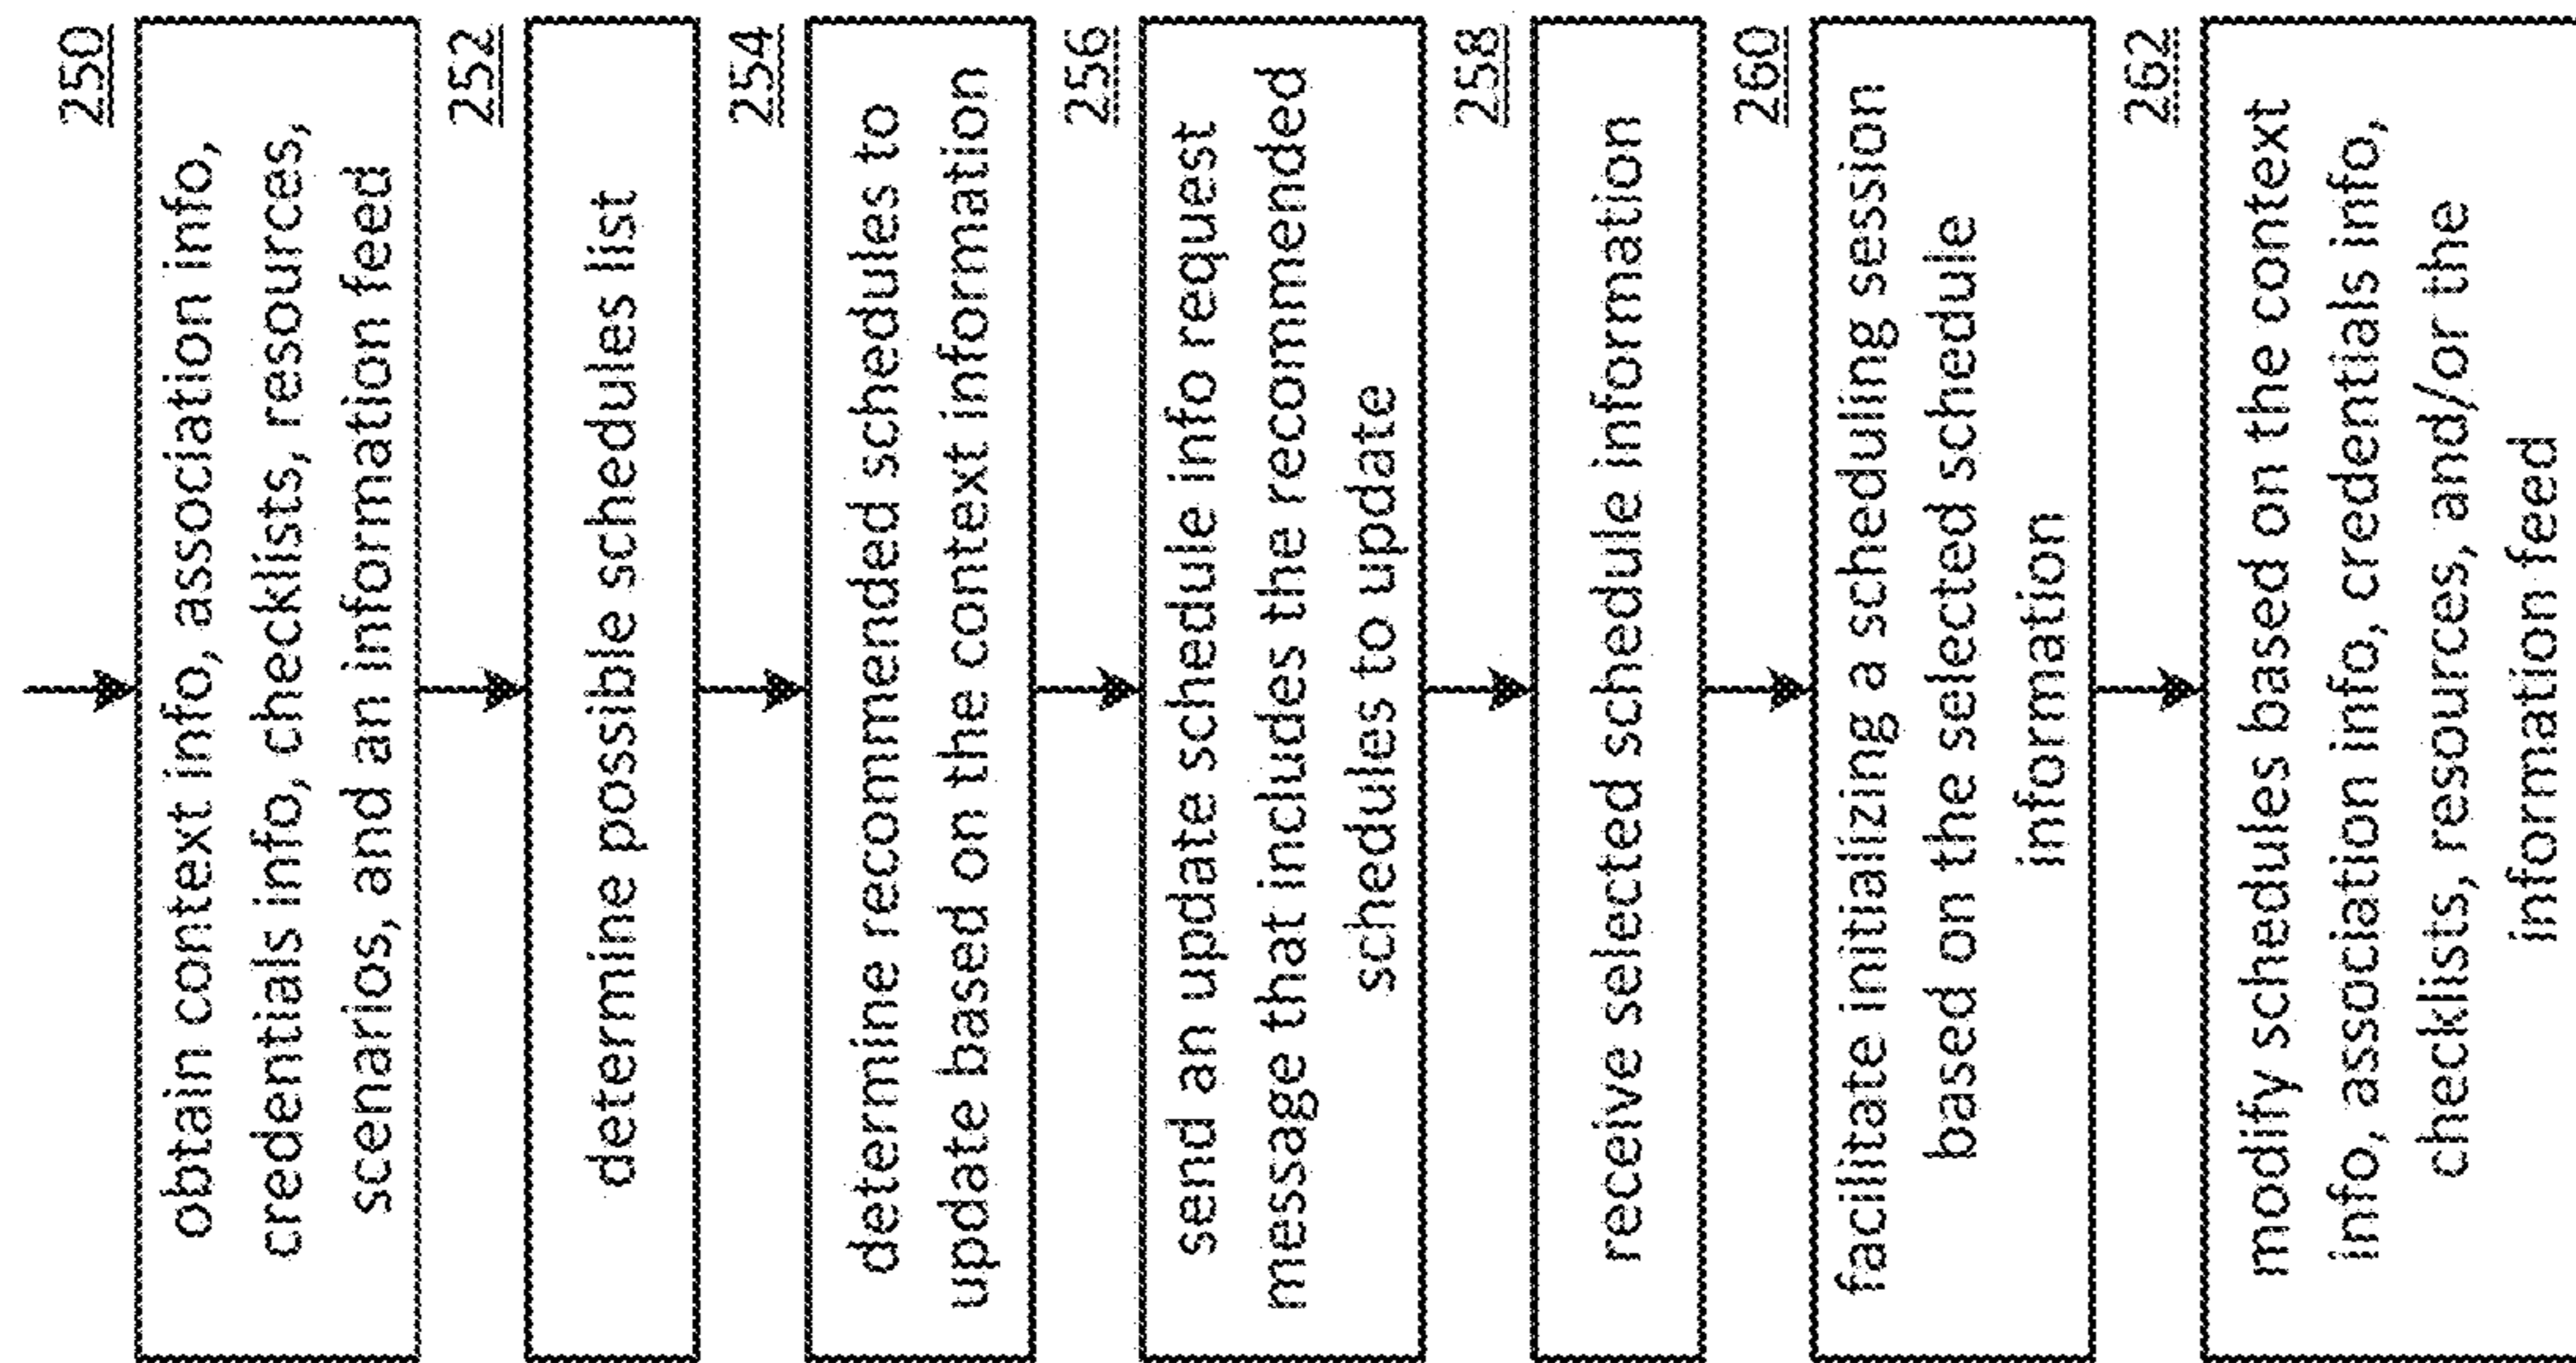 250
obtain context info, association info,
credentials info, checklists, resources,
scenarios, and an information feed
252
determine possible schedules list
254
determine recommended schedules to
update based on the context information
256
send an update schedule info request
message that includes the recommended
schedules to update
258
receive selected schedule information
260
facilitate initializing a scheduling session
based on the selected schedule
information
262
modify schedules based on the context
info, association info, credentials info,
checklists, resources, and/or the
information feed